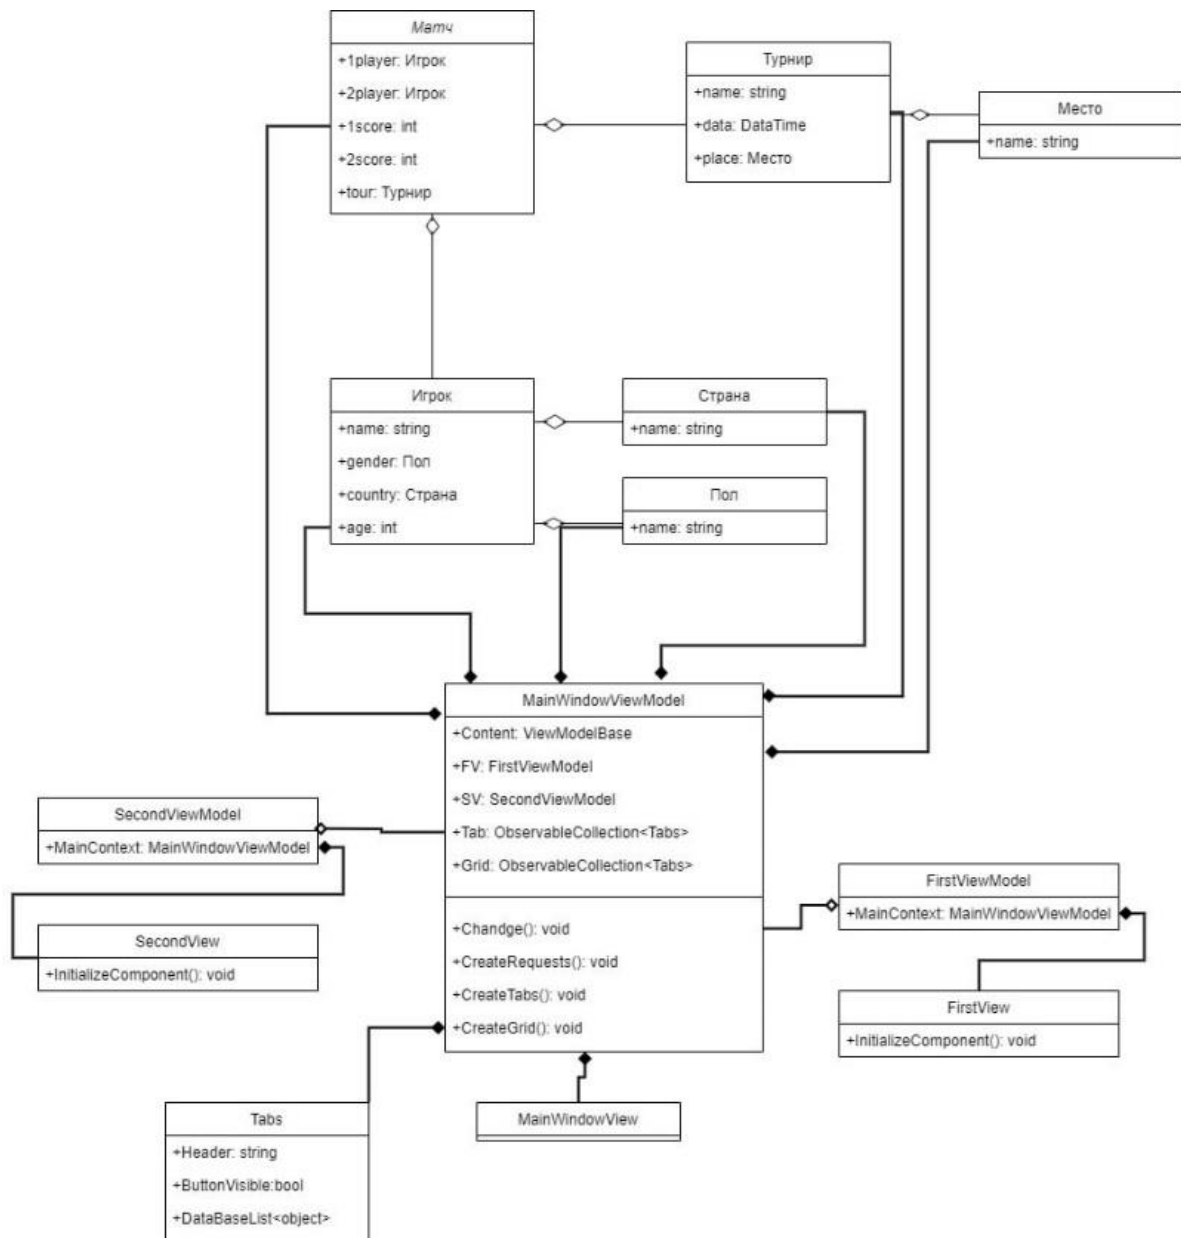 Матч
+1player: Игрок
+2player: Игрок
+1score: int
+2score: int
+tour: Турнир
Турнир
+name: string
+data: DataTime
+place: Место
Место
+name: string
Игрок
+name: string
+gender: Пол
+country: Страна
+age: int
Страна
+name: string
Пол
+name: string
MainWindowViewModel
+Content: ViewModelBase
+FV: FirstViewModel
+SV: SecondViewModel
+Tab: ObservableCollection<Tabs>
+Grid: ObservableCollection<Tabs>
+Chandge(): void
+CreateRequests(): void
+CreateTabs(): void
+CreateGrid(): void
SecondViewModel
+MainContext: MainWindowViewModel
SecondView
+InitializeComponent(): void
FirstViewModel
+MainContext: MainWindowViewModel
FirstView
+InitializeComponent(): void
Tabs
+Header: string
+ButtonVisible:bool
+DataBaseList<object>
MainWindowView